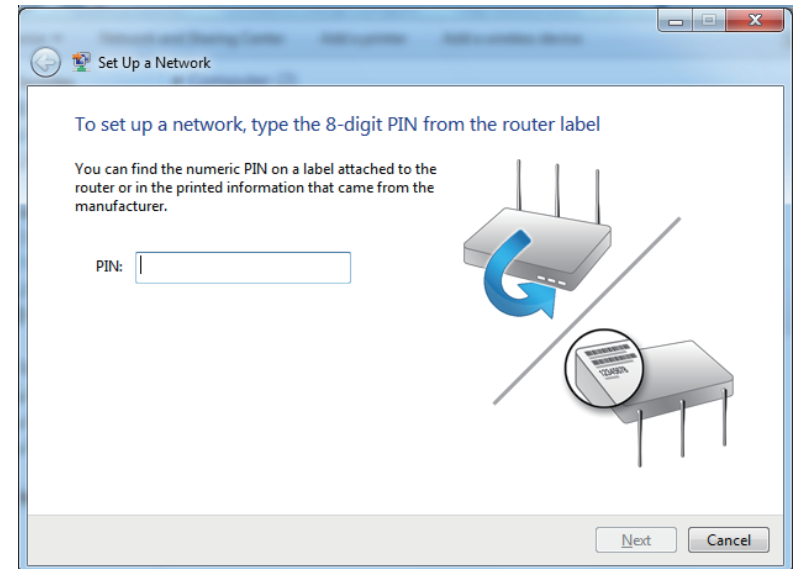 Set Up a Network
To set up a network, type the 8-digit PIN from the router label
You can find the numeric PIN on a label attached to the
router or in the printed information that came from the
manufacturer.
PIN:
12345678
Next
Cancel